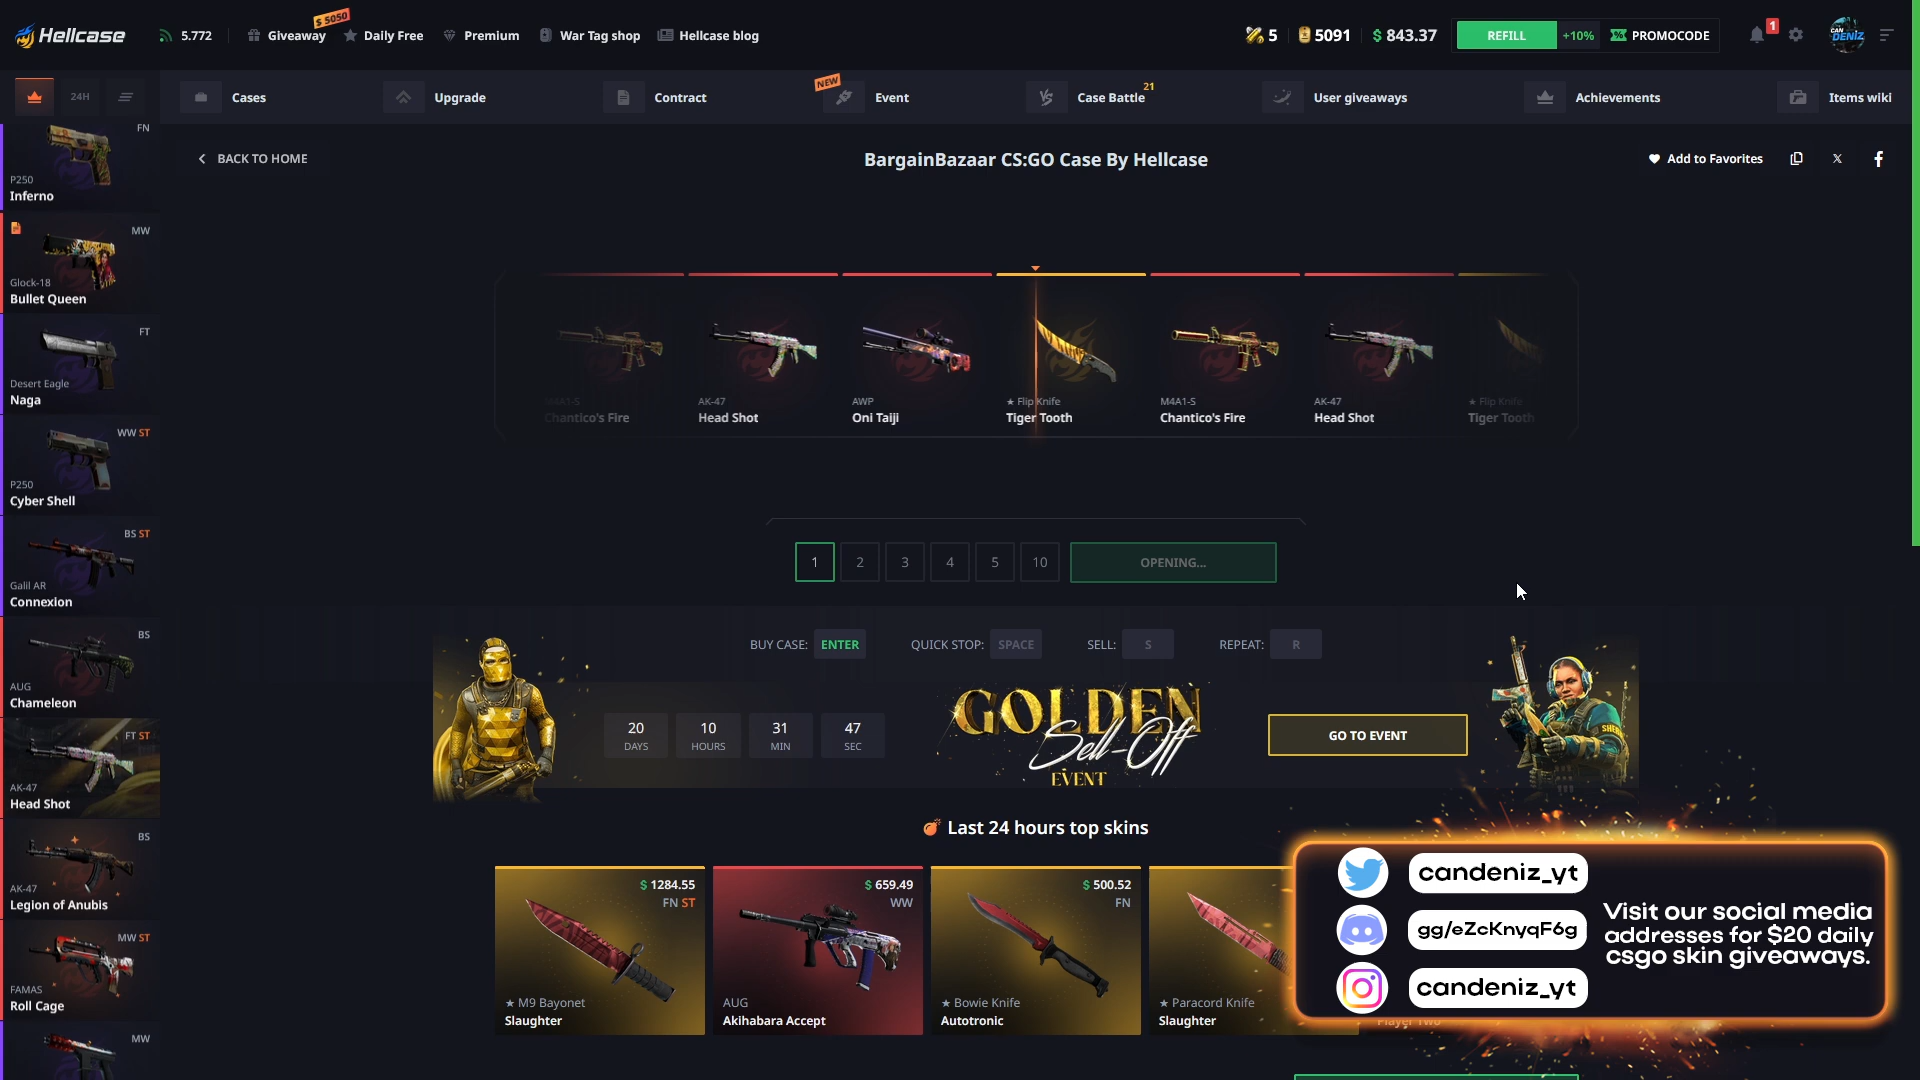 Hellcase
5.772
Giveaway
$ 5050
Daily Free
Premium
War Tag shop
Hellcase blog
5
5091
$ 843.37
REFILL
+10%
PROMOCODE
1
CAN DENIZ
24H
Cases
Upgrade
Contract
NEW
Event
Case Battle
21
User giveaways
Achievements
Items wiki
BACK TO HOME
BargainBazaar CS:GO Case By Hellcase
Add to Favorites
FN
P250
Inferno
MW
Glock-18
Bullet Queen
FT
Desert Eagle
Naga
WW ST
P250
Cyber Shell
BS ST
Galil AR
Connexion
BS
AUG
Chameleon
FT ST
AK-47
Head Shot
BS
AK-47
Legion of Anubis
MW ST
FAMAS
Roll Cage
MW
M4A1-S
Chantico's Fire
AK-47
Head Shot
AWP
Oni Taiji
★ Flip Knife
Tiger Tooth
M4A1-S
Chantico's Fire
AK-47
Head Shot
★ Flip Knife
Tiger Tooth
1 2 3 4 5 10
OPENING...
BUY CASE: ENTER
QUICK STOP: SPACE
SELL: S
REPEAT: R
20 DAYS
10 HOURS
31 MIN
47 SEC
GOLDEN
Sell-Off
EVENT
GO TO EVENT
Last 24 hours top skins
$ 1284.55
FN ST
★ M9 Bayonet
Slaughter
$ 659.49
WW
AUG
Akihabara Accept
$ 500.52
FN
★ Bowie Knife
Autotronic
★ Paracord Knife
Slaughter
Player Two
candeniz_yt
gg/eZcKnyqF6g
candeniz_yt
Visit our social media
addresses for $20 daily
csgo skin giveaways.